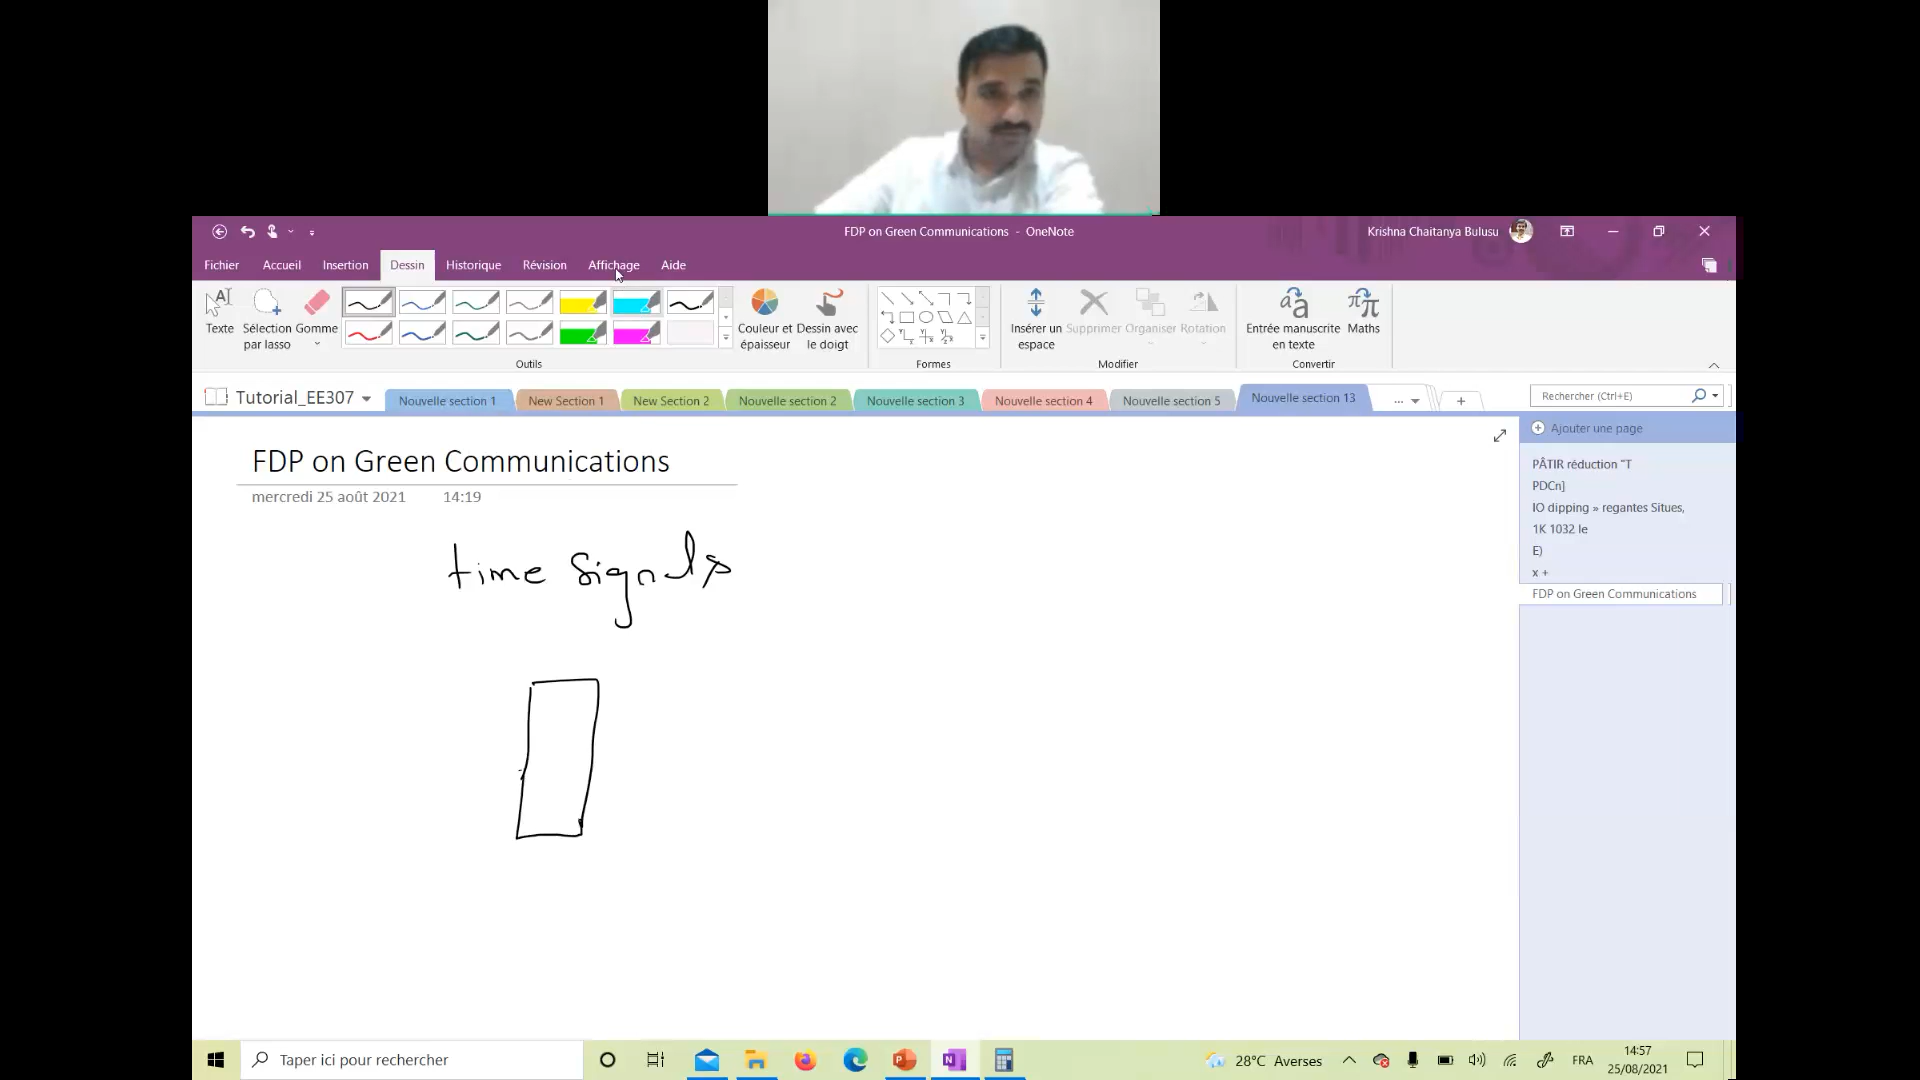 FDP on Green Communications - OneNote
Krishna Chaitanya Bulusu
Fichier Accueil Insertion Dessin Historique Révision Affichage Aide
Texte
Sélection par lasso
Gomme
Couleur et épaisseur
Dessin avec le doigt
Insérer un espace
Supprimer
Organiser
Rotation
Entrée manuscrite en texte
Maths
Outils
Formes
Modifier
Convertir
Tutorial_EE307
Nouvelle section 1
New Section 1
New Section 2
Nouvelle section 2
Nouvelle section 3
Nouvelle section 4
Nouvelle section 5
Nouvelle section 13
...
Rechercher (Ctrl+E)
Ajouter une page
PÂTIR réduction "T
PDCn]
IO dipping » regantes Situes,
1K 1032 le
E)
x +
FDP on Green Communications
FDP on Green Communications
mercredi 25 août 2021 14:19
time signals
Taper ici pour rechercher
28°C Averses
FRA
14:57
25/08/2021